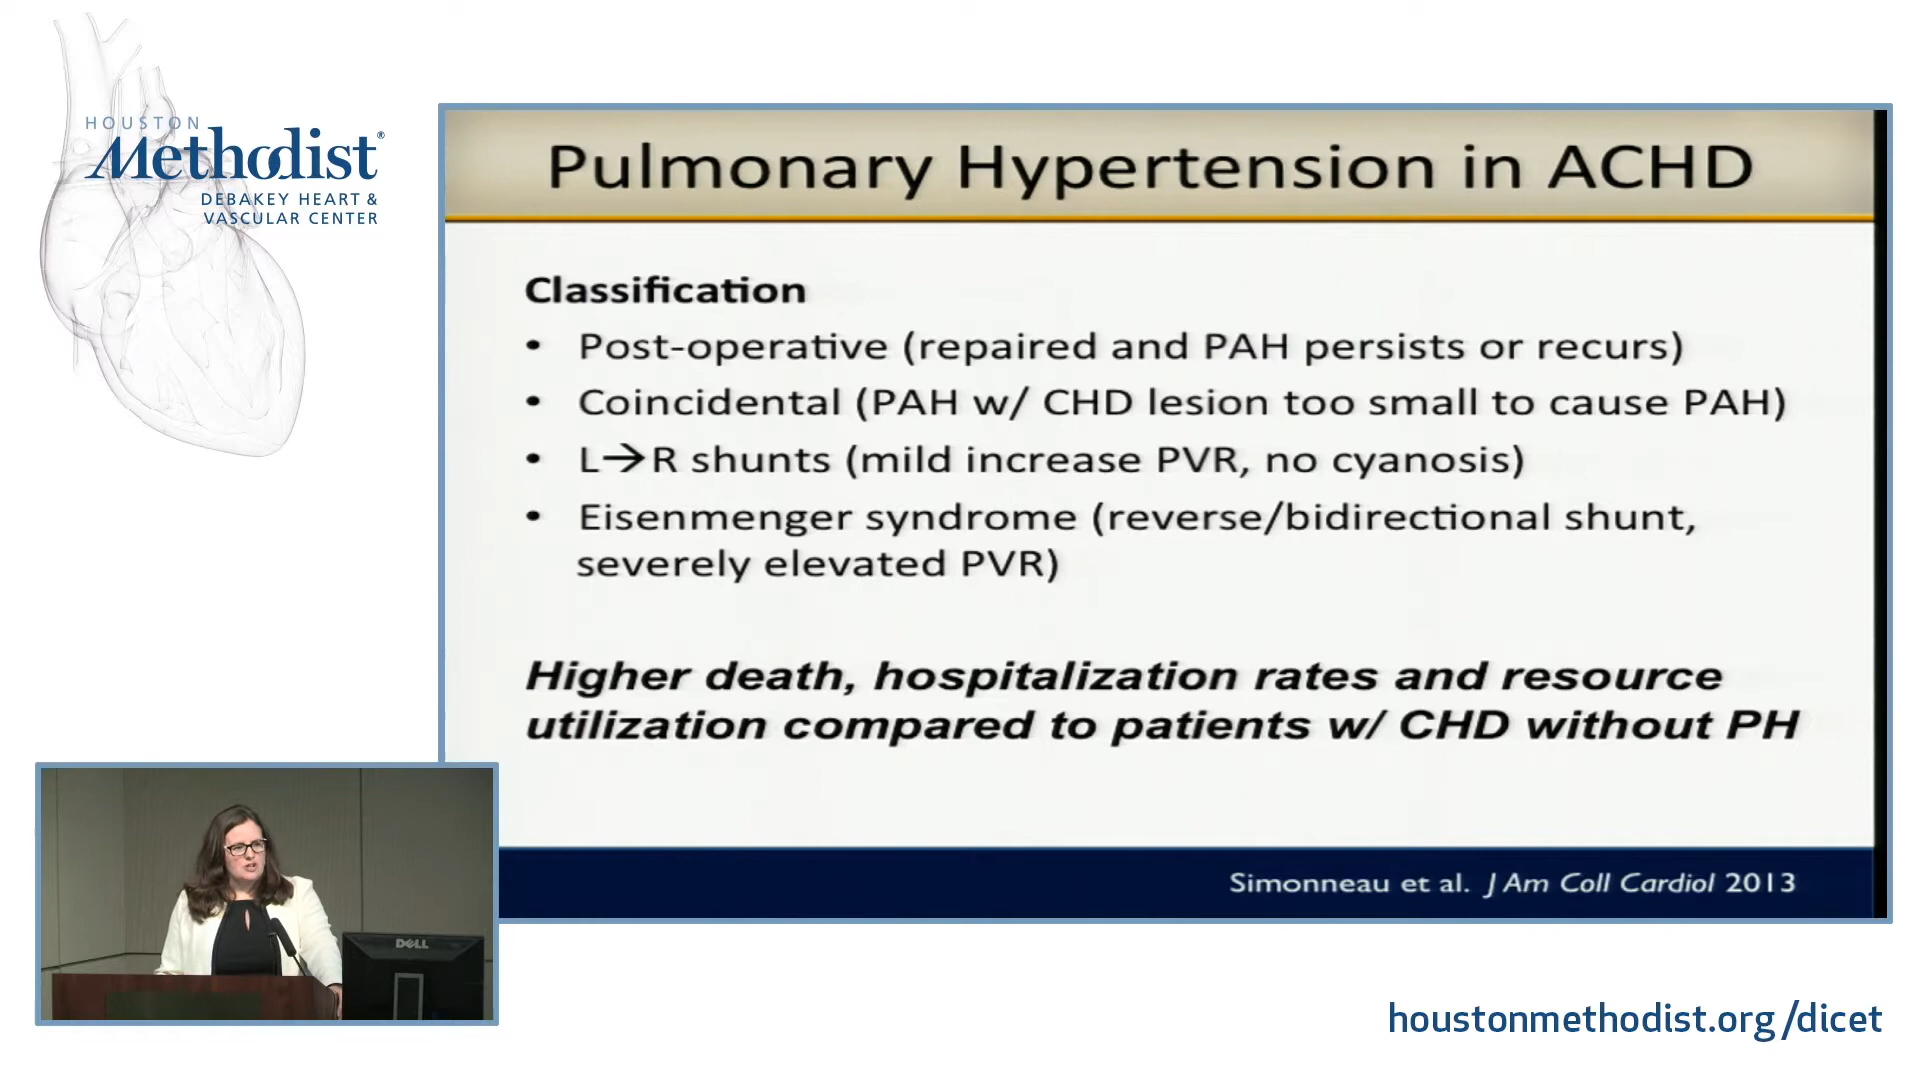 HOUSTON
Methodist®
DEBAKEY HEART &
VASCULAR CENTER
Pulmonary Hypertension in ACHD
Classification
• Post-operative (repaired and PAH persists or recurs)
• Coincidental (PAH w/ CHD lesion too small to cause PAH)
• L→R shunts (mild increase PVR, no cyanosis)
• Eisenmenger syndrome (reverse/bidirectional shunt,
severely elevated PVR)
Higher death, hospitalization rates and resource
utilization compared to patients w/ CHD without PH
Simonneau et al. J Am Coll Cardiol 2013
DELL
houstonmethodist.org/dicet